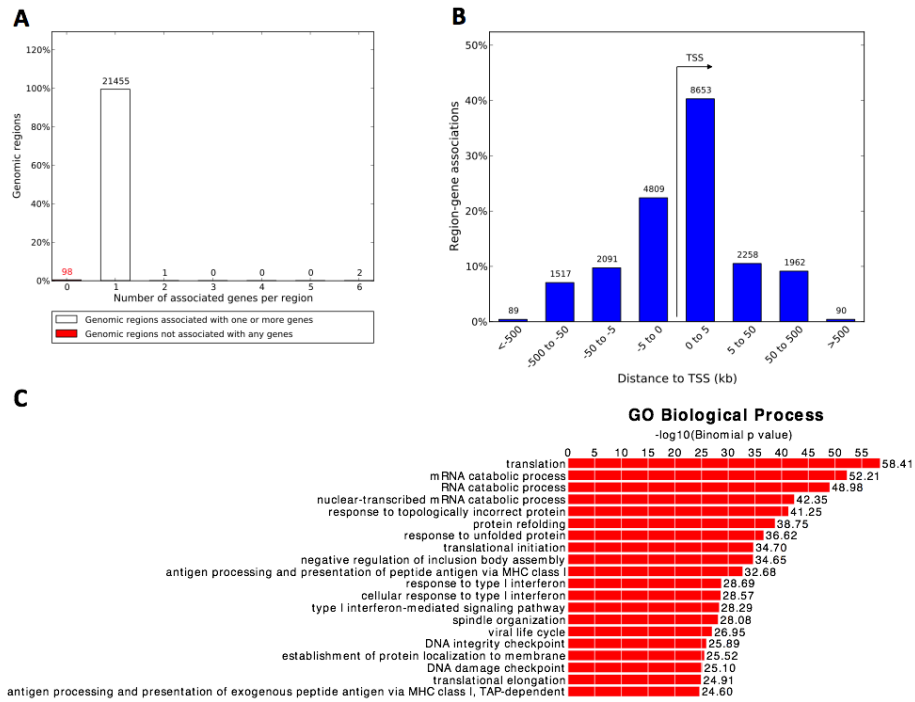 A
120%
100%
80%
60%
40%
20%
0%
Genomic regions
98
21455
1
0
0
0
2
0
1
2
3
4
5
6
Number of associated genes per region
Genomic regions associated with one or more genes
Genomic regions not associated with any genes
B
50%
40%
30%
20%
10%
0%
Region-gene associations
TSS
89
1517
2091
4809
8653
2258
1962
90
<-500
-500 to -50
-50 to -5
-5 to 0
0 to 5
5 to 50
50 to 500
>500
Distance to TSS (kb)
C
GO Biological Process
-log10(Binomial p value)
0 5 10 15 20 25 30 35 40 45 50 55
translation 58.41
mRNA catabolic process 52.21
RNA catabolic process 48.98
nuclear-transcribed mRNA catabolic process 42.35
response to topologically incorrect protein 41.25
protein refolding 38.75
response to unfolded protein 36.62
translational initiation 34.70
negative regulation of inclusion body assembly 34.65
antigen processing and presentation of peptide antigen via MHC class I 32.68
response to type I interferon 28.69
cellular response to type I interferon 28.57
type I interferon-mediated signaling pathway 28.29
spindle organization 28.08
viral life cycle 26.95
DNA integrity checkpoint 25.89
establishment of protein localization to membrane 25.52
DNA damage checkpoint 25.10
translational elongation 24.91
antigen processing and presentation of exogenous peptide antigen via MHC class I, TAP-dependent 24.60